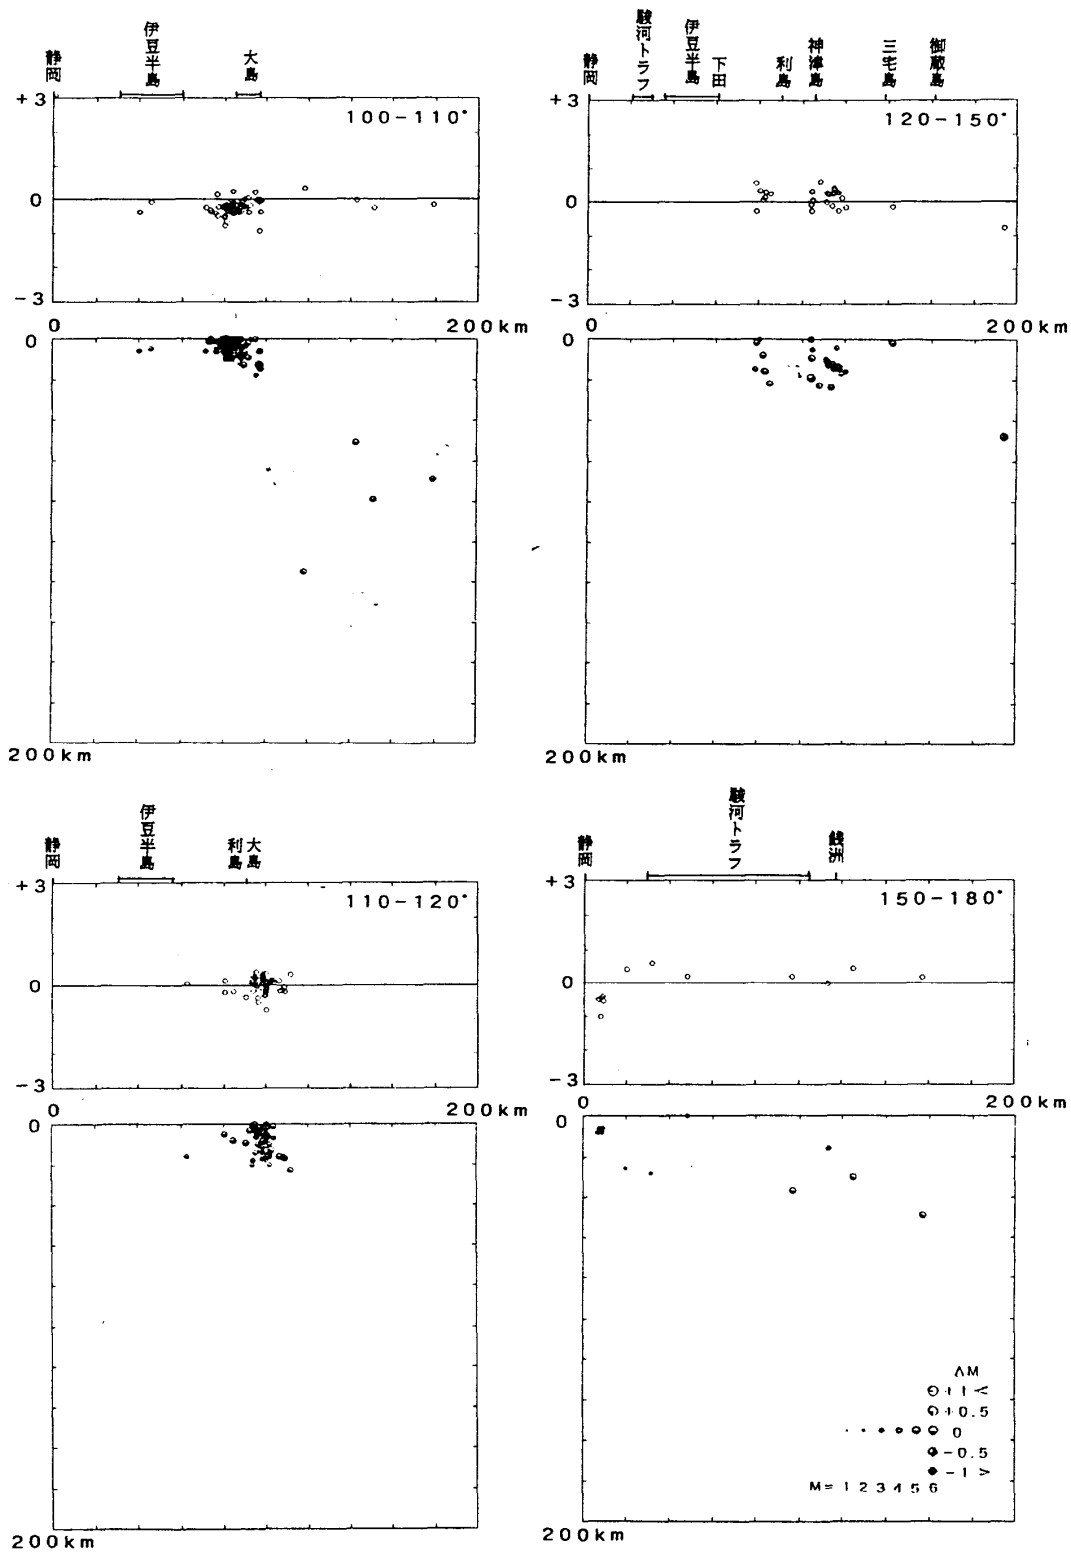 静岡
伊豆半島
大島
+3
100-110°
0
-3
0
200km
0
200km
静岡
駿河トラフ
伊豆半島
下田
利島
神津島
三宅島
御蔵島
+3
120-150°
0
-3
0
200km
0
200km
静岡
伊豆半島
利島
大島
+3
110-120°
0
-3
0
200km
0
200km
静岡
駿河トラフ
銭洲
+3
150-180°
0
-3
0
200km
0
ΔM
+1<
+0.5
0
-0.5
-1>
M= 1 2 3 4 5 6
200km